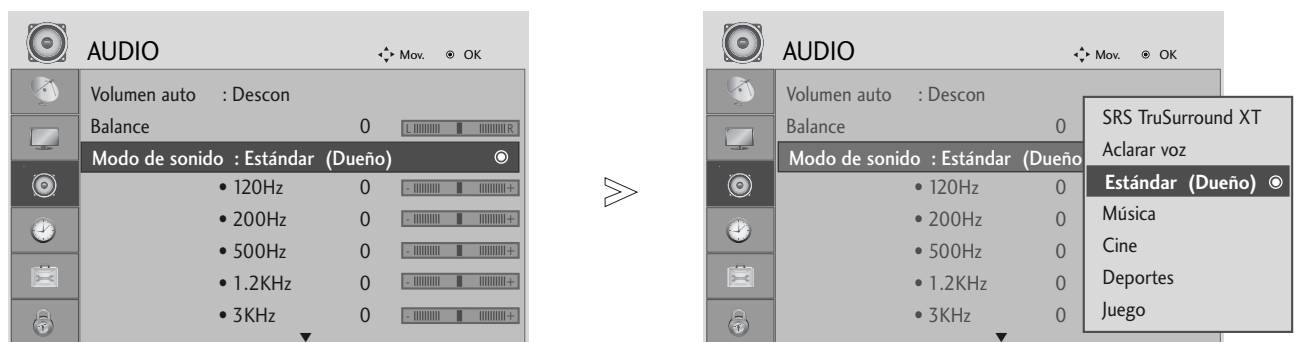 AUDIO
Mov. OK
Volumen auto : Descon
Balance 0 L R
Modo de sonido : Estándar (Dueño)
• 120Hz 0 - +
• 200Hz 0 - +
• 500Hz 0 - +
• 1.2KHz 0 - +
• 3KHz 0 - +
AUDIO
Mov. OK
Volumen auto : Descon
Balance 0
Modo de sonido : Estándar (Dueño
• 120Hz 0
• 200Hz 0
• 500Hz 0
• 1.2KHz 0
• 3KHz 0
SRS TruSurround XT
Aclarar voz
Estándar (Dueño)
Música
Cine
Deportes
Juego